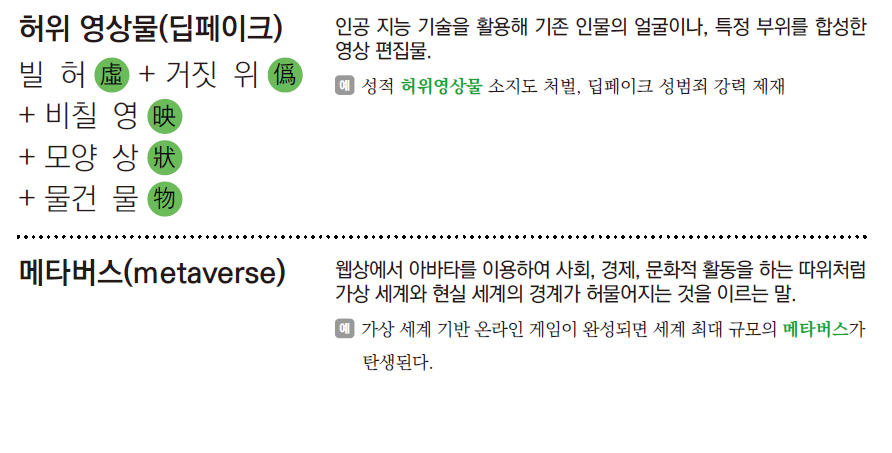 허위 영상물(딥페이크)
빌 허 虛 + 거짓 위 僞
+ 비칠 영 映
+ 모양 상 狀
+ 물건 물 物
인공 지능 기술을 활용해 기존 인물의 얼굴이나, 특정 부위를 합성한
영상 편집물.
예 성적 허위영상물 소지도 처벌, 딥페이크 성범죄 강력 제재
메타버스(metaverse)
웹상에서 아바타를 이용하여 사회, 경제, 문화적 활동을 하는 따위처럼
가상 세계와 현실 세계의 경계가 허물어지는 것을 이르는 말.
예 가상 세계 기반 온라인 게임이 완성되면 세계 최대 규모의 메타버스가
탄생된다.